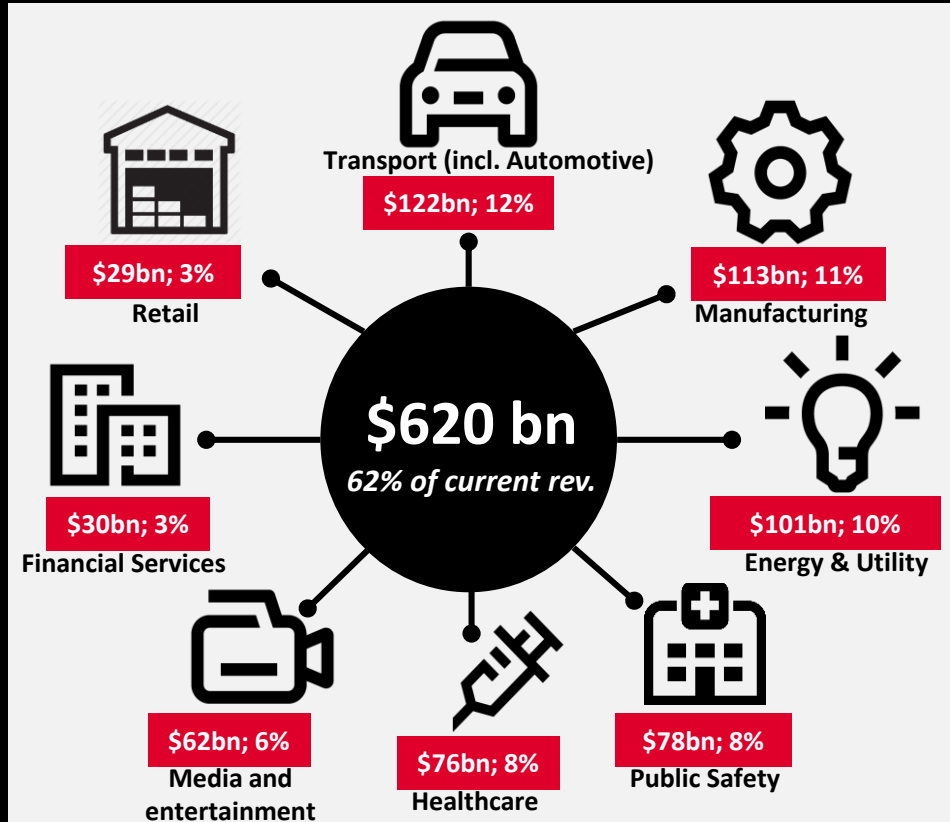 Transport (incl. Automotive)
$122bn; 12%
$113bn; 11%
Manufacturing
$29bn; 3%
Retail
$620 bn
62% of current rev.
$101bn; 10%
Energy & Utility
$30bn; 3%
Financial Services
$78bn; 8%
Public Safety
$76bn; 8%
Healthcare
$62bn; 6%
Media and
entertainment